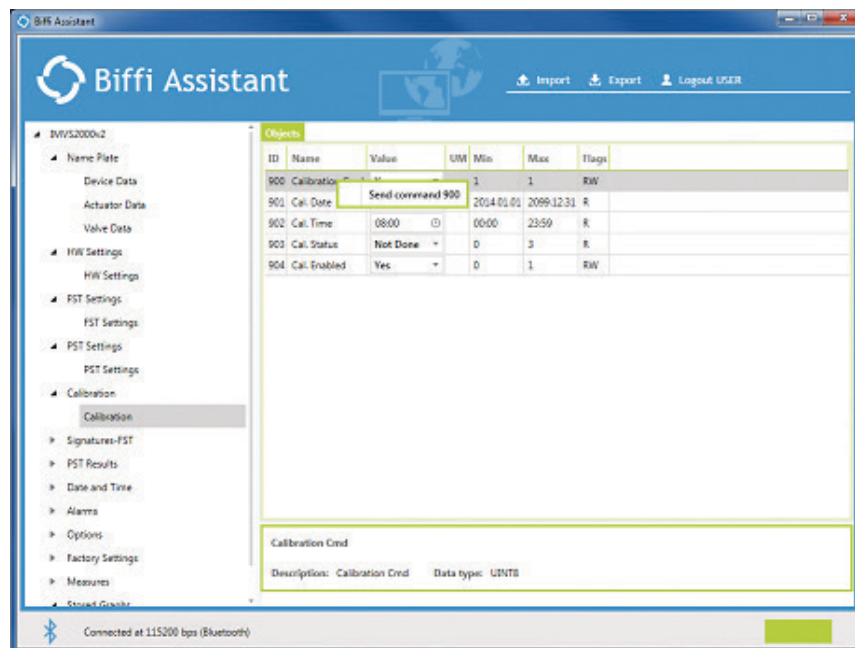 Biffi Assistant
Biffi Assistant
Import Export Logout USER
IMVS2000v2
Name Plate
Device Data
Actuator Data
Valve Data
HW Settings
HW Settings
FST Settings
FST Settings
PST Settings
PST Settings
Calibration
Calibration
Signatures-FST
PST Results
Date and Time
Alarms
Options
Factory Settings
Measures
Stored Graphs
Objects
ID Name Value UM Min Max Flags
900 Calibration 1 1 RW
Send command 900
901 Cal. Date 2014.01.01 2099.12.31 R
902 Cal. Time 08:00 00:00 23:59 R
903 Cal. Status Not Done 0 3 R
904 Cal. Enabled Yes 0 1 RW
Calibration Cmd
Description: Calibration Cmd Data type: UINT8
Connected at 115200 bps (Bluetooth)